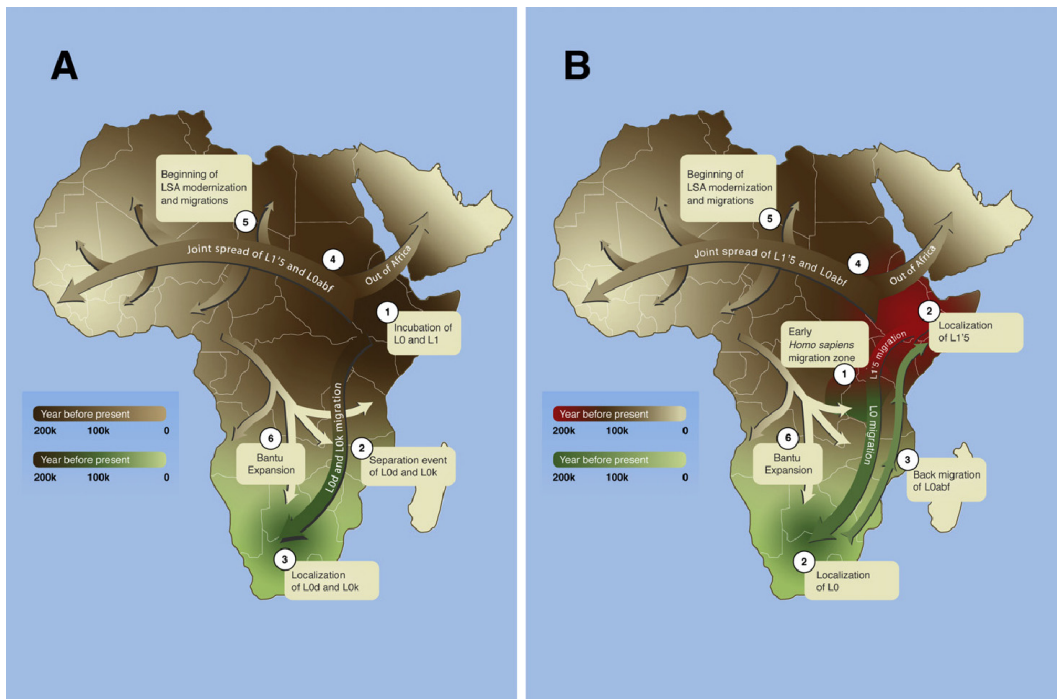 A
Beginning of
LSA modernization
and migrations
5
Joint spread of L1'5 and L0abf
4
Out of Africa
1
Incubation of
L0 and L1
L0d and L0k migration
Year before present
200k 100k 0
Year before present
200k 100k 0
6
Bantu
Expansion
2
Separation event
of L0d and L0k
3
Localization
of L0d and L0k
B
Beginning of
LSA modernization
and migrations
5
Joint spread of L1'5 and L0abf
4
Out of Africa
2
Localization
of L1'5
Early
Homo sapiens
migration zone
1
L1'5 migration
L0 migration
Year before present
200k 100k 0
Year before present
200k 100k 0
6
Bantu
Expansion
3
Back migration
of L0abf
2
Localization
of L0